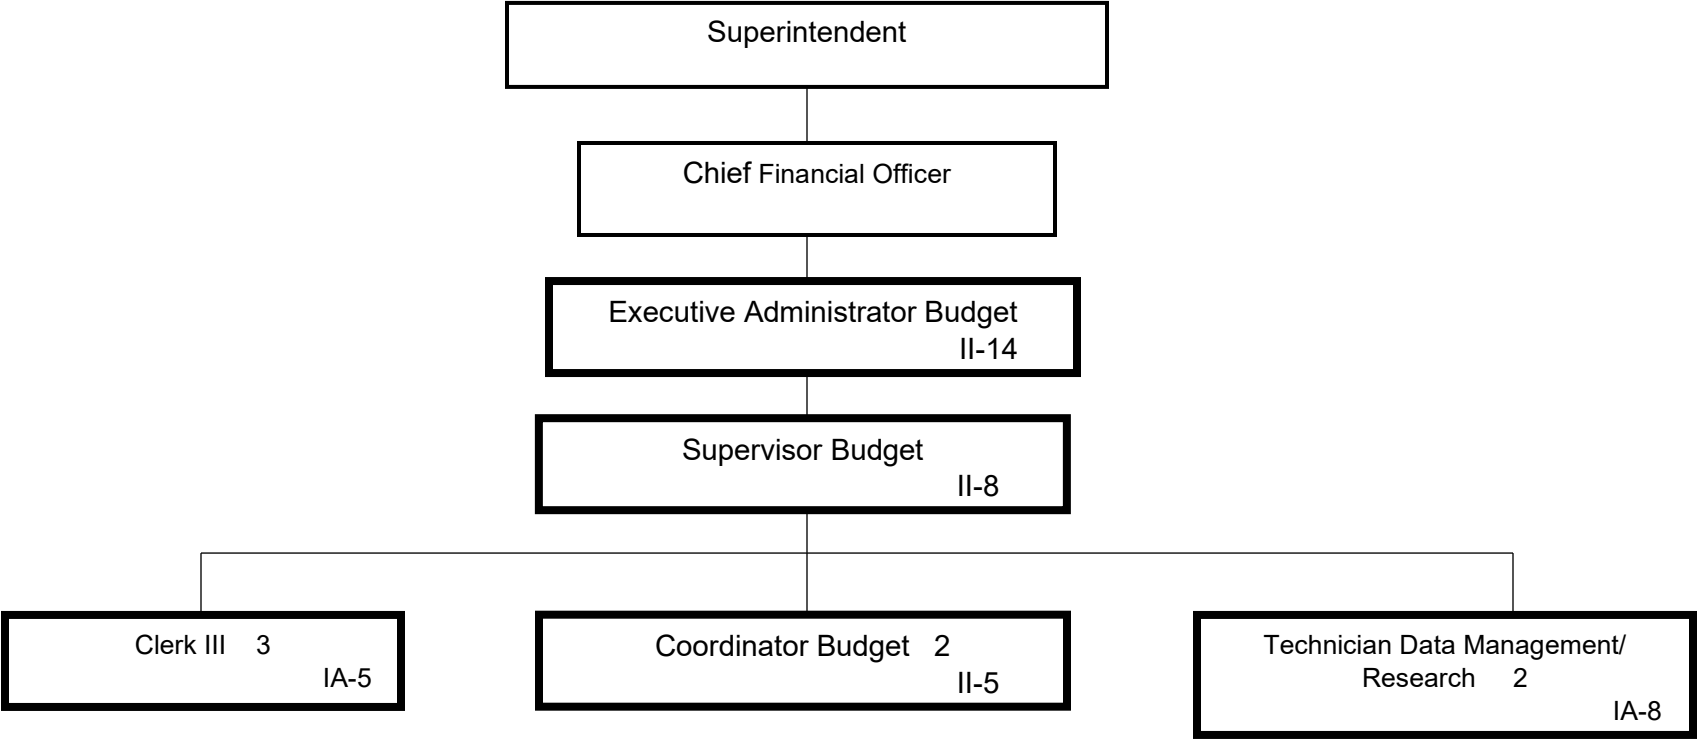 Superintendent
Chief Financial Officer
Executive Administrator Budget
II-14
Supervisor Budget
II-8
Clerk III 3
IA-5
Coordinator Budget 2
II-5
Technician Data Management/
Research 2
IA-8